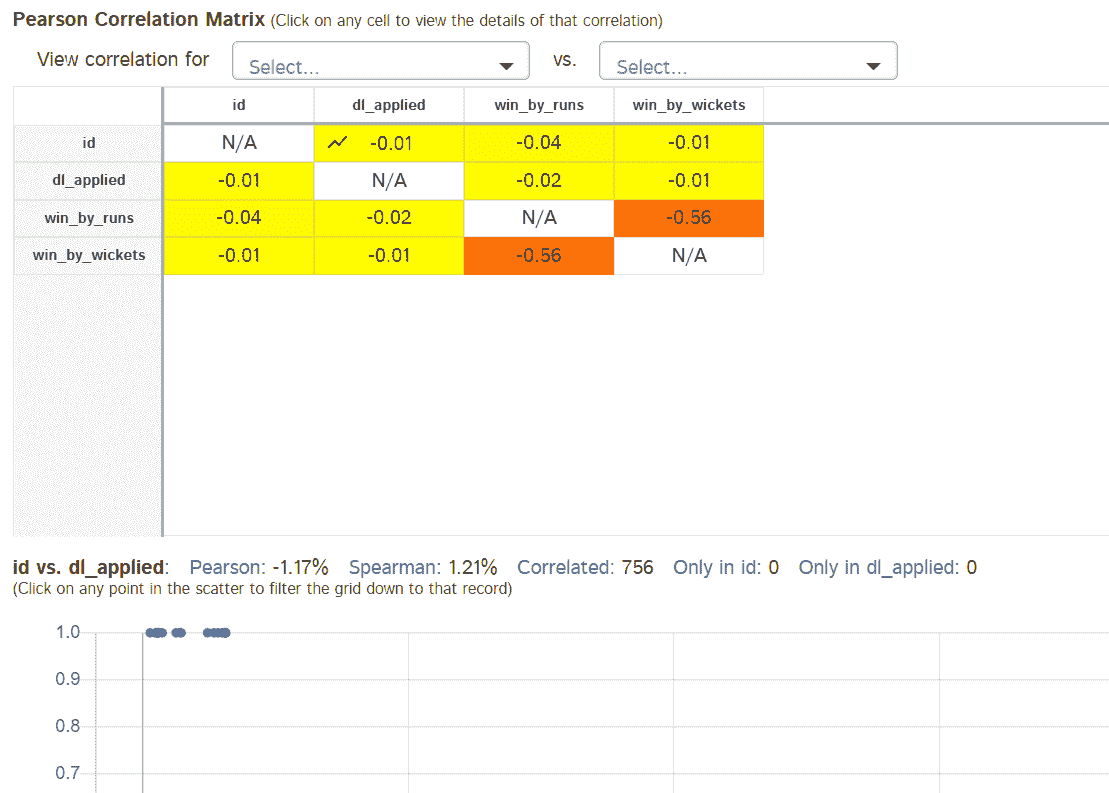 Pearson Correlation Matrix (Click on any cell to view the details of that correlation)
View correlation for Select... vs. Select...
id dl_applied win_by_runs win_by_wickets
id N/A -0.01 -0.04 -0.01
dl_applied -0.01 N/A -0.02 -0.01
win_by_runs -0.04 -0.02 N/A -0.56
win_by_wickets -0.01 -0.01 -0.56 N/A
id vs. dl_applied: Pearson: -1.17% Spearman: 1.21% Correlated: 756 Only in id: 0 Only in dl_applied: 0
(Click on any point in the scatter to filter the grid down to that record)
1.0
0.9
0.8
0.7